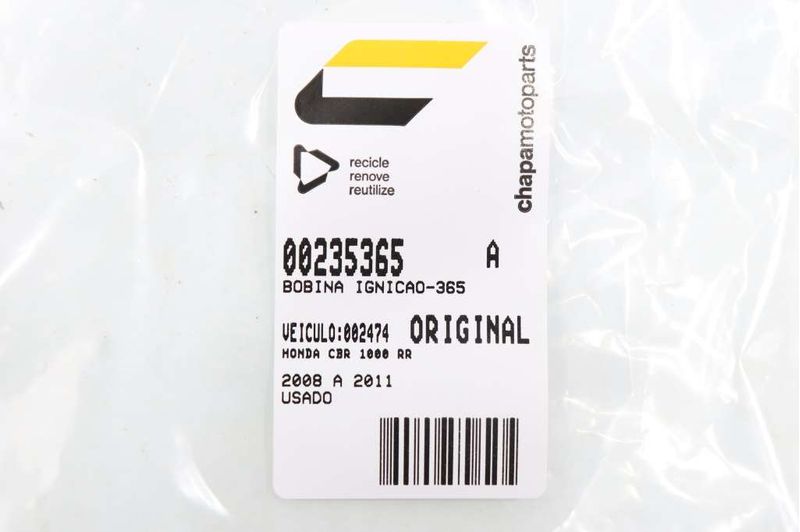 chapamotoparts
recicle
renove
reutilize
00235365 A
BOBINA IGNICAO-365
VEICULO:002474 ORIGINAL
HONDA CBR 1000 RR
2008 A 2011
USADO